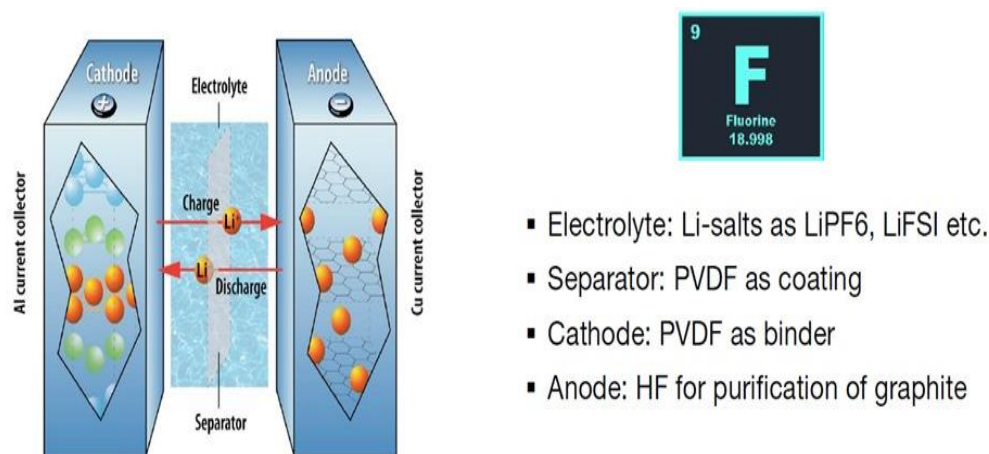 Cathode
+
Electrolyte
Anode
−
Charge
Li⁺
Li
Discharge
Separator
Al current collector
Cu current collector
9
F
Fluorine
18.998
▪ Electrolyte: Li-salts as LiPF6, LiFSI etc.
▪ Separator: PVDF as coating
▪ Cathode: PVDF as binder
▪ Anode: HF for purification of graphite